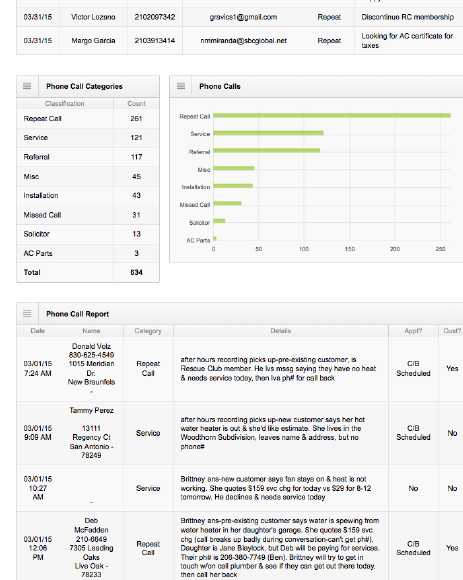 03/31/15 Victor Lozano 2102097342 gravics1@gmail.com Repeat Discontinue RC membership
03/31/15 Margo Garcia 2103913414 nmmiranda@sbcglobal.net Repeat Looking for AC certificate for
taxes
Phone Call Categories
Classification Count
Repeat Call 261
Service 121
Referral 117
Misc 45
Installation 43
Missed Call 31
Solicitor 13
AC Parts 3
Total 634
Phone Calls
Repeat Call
Service
Referral
Misc
Installation
Missed Call
Solicitor
AC Parts
0 50 100 150 200 250
Phone Call Report
Date Name Category Details Appt? Cust?
03/01/15
7:24 AM
Donald Volz
830-625-4549
1015 Meridian
Dr.
New Braunfels
-
Repeat
Call
after hours recording picks up-pre-existing customer, is
Rescue Club member. He lvs mssg saying they have no heat
& needs service today, then lvs ph# for call back
C/B
Scheduled
Yes
03/01/15
9:09 AM
Tammy Perez
13111
Regency Ct
San Antonio -
78249
Service
after hours recording picks up-new customer says her hot
water heater is out & she'd like estimate. She lives in the
Woodthorn Subdivision, leaves name & address, but no
phone#
C/B
Scheduled
No
03/01/15
10:27
AM
-
Service
Brittney ans-new customer says fan stays on & heat is not
working. She quotes $159 svc chg for today vs $29 for 8-12
tomorrow. He declines & needs service today
No
No
03/01/15
12:06
PM
Deb
McFadden
210-6649
7305 Leading
Oaks
Live Oak -
78233
Repeat
Call
Brittney ans-pre-existing customer says water is spewing from
water heater in her daughter's garage. She quotes $159 svc
chg (call breaks up badly during conversation-can't get ph#).
Daughter is Jane Blaylock, but Deb will be paying for services.
Their ph# is 206-380-7749 (Ben). Brittney will try to get in
touch w/on call plumber & see if they can get out there today,
then call her back
C/B
Scheduled
Yes